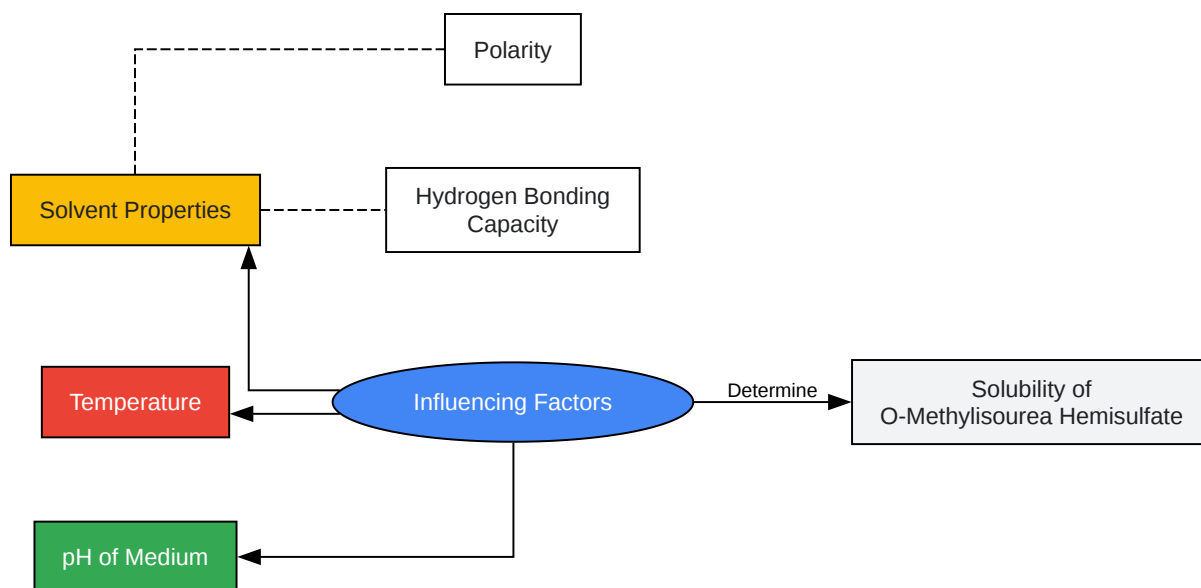 Polarity
Solvent Properties
Hydrogen Bonding
Capacity
Temperature
Influencing Factors
Determine
Solubility of
O-Methylisourea Hemisulfate
pH of Medium